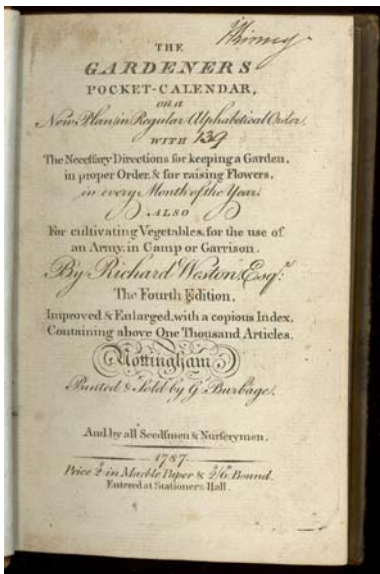 THE
GARDENERS
POCKET-CALENDAR,
on a
New Plan, in Regular Alphabetical Order.
WITH 139
The Necessary Directions for keeping a Garden,
in proper Order, & for raising Flowers,
in every Month of the Year.
ALSO
For cultivating Vegetables, for the use of
an Army, in Camp or Garrison.
By Richard Weston, Esqr.
The Fourth Edition,
Improved & Enlarged, with a copious Index,
Containing above One Thousand Articles.
Nottingham
Printed & Sold by G. Burbage.
And by all Seedsmen & Nurserymen.
1787.
Price 2s in Marble Paper & 2/6 Bound.
Entered at Stationers Hall.